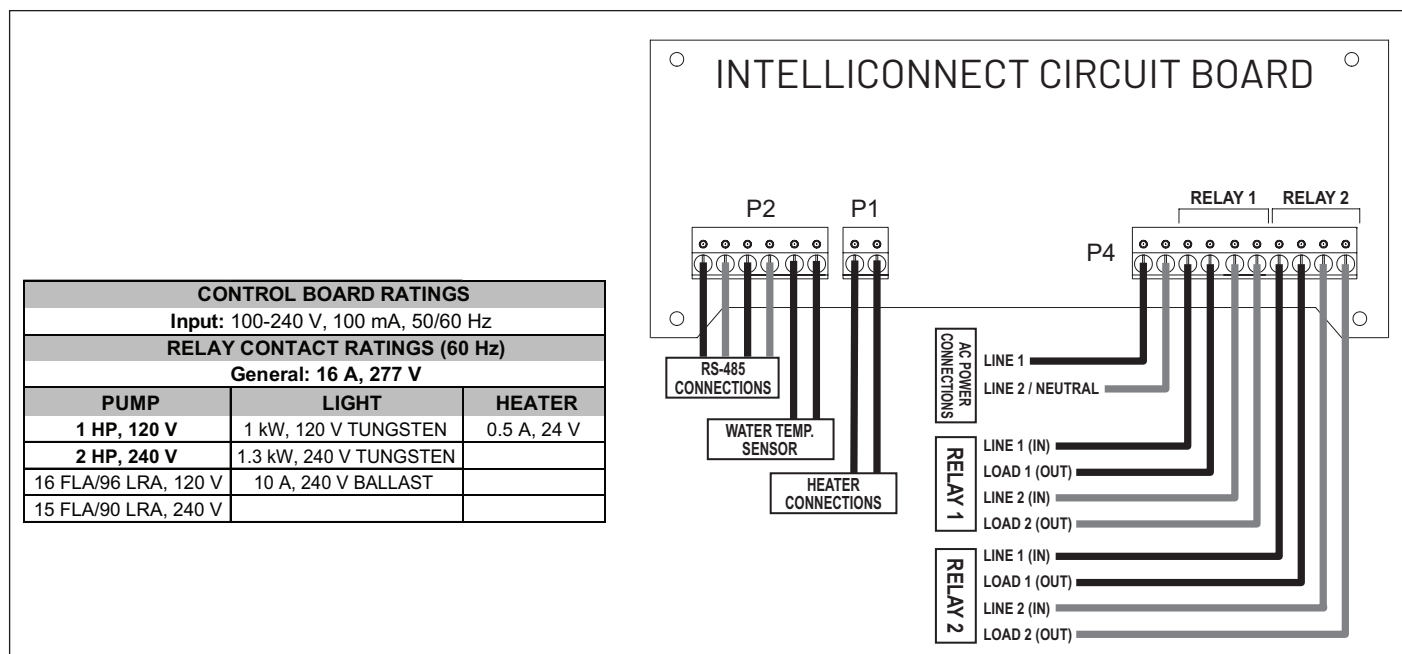 INTELLICONNECT CIRCUIT BOARD
RELAY 1 RELAY 2
P2 P1
P4
CONTROL BOARD RATINGS
Input: 100-240 V, 100 mA, 50/60 Hz
RELAY CONTACT RATINGS (60 Hz)
General: 16 A, 277 V
PUMP LIGHT HEATER
1 HP, 120 V 1 kW, 120 V TUNGSTEN 0.5 A, 24 V
2 HP, 240 V 1.3 kW, 240 V TUNGSTEN
16 FLA/96 LRA, 120 V 10 A, 240 V BALLAST
15 FLA/90 LRA, 240 V
RS-485
CONNECTIONS
WATER TEMP.
SENSOR
HEATER
CONNECTIONS
AC POWER
CONNECTIONS
LINE 1
LINE 2 / NEUTRAL
RELAY 1
LINE 1 (IN)
LOAD 1 (OUT)
LINE 2 (IN)
LOAD 2 (OUT)
RELAY 2
LINE 1 (IN)
LOAD 1 (OUT)
LINE 2 (IN)
LOAD 2 (OUT)